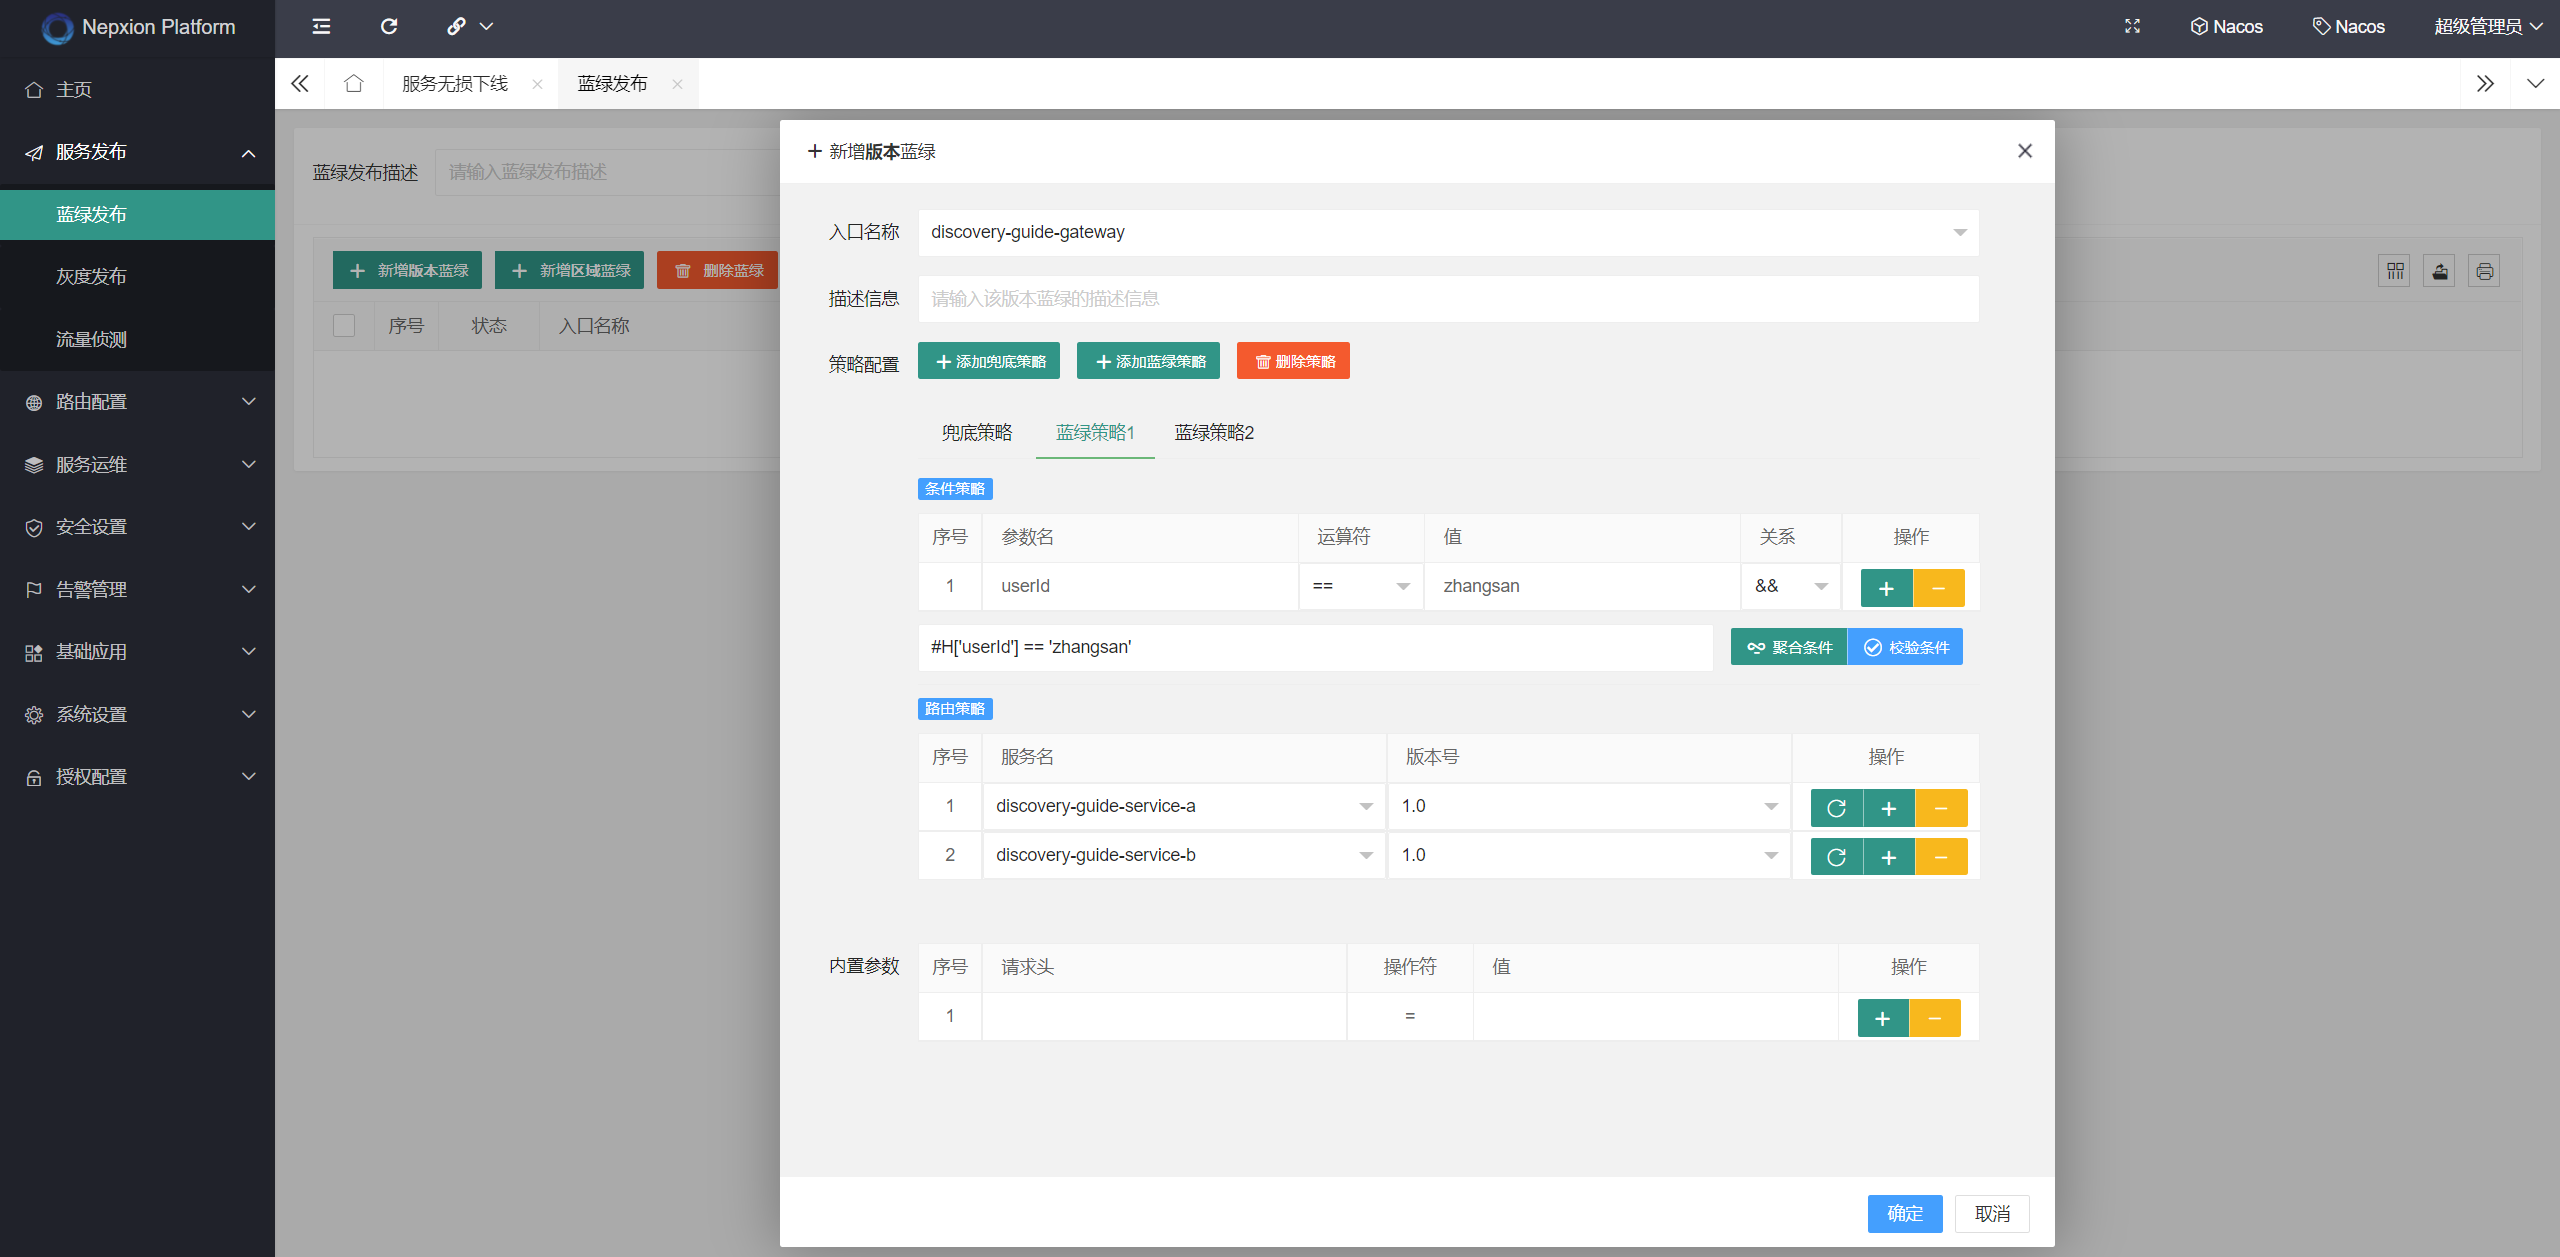 Nepxion Platform
Nacos
Nacos
超级管理员
主页
服务发布
蓝绿发布
灰度发布
流量侦测
路由配置
服务运维
安全设置
告警管理
基础应用
系统设置
授权配置
服务无损下线
蓝绿发布
蓝绿发布描述
请输入蓝绿发布描述
新增版本蓝绿
新增区域蓝绿
删除蓝绿
序号 状态 入口名称
新增版本蓝绿
入口名称 discovery-guide-gateway
描述信息 请输入该版本蓝绿的描述信息
策略配置 添加兜底策略 添加蓝绿策略 删除策略
兜底策略 蓝绿策略1 蓝绿策略2
条件策略
序号 参数名 运算符 值 关系 操作
1 userId == zhangsan &&
#H['userId'] == 'zhangsan' 聚合条件 校验条件
路由策略
序号 服务名 版本号 操作
1 discovery-guide-service-a 1.0
2 discovery-guide-service-b 1.0
内置参数 序号 请求头 操作符 值 操作
1 =
确定 取消